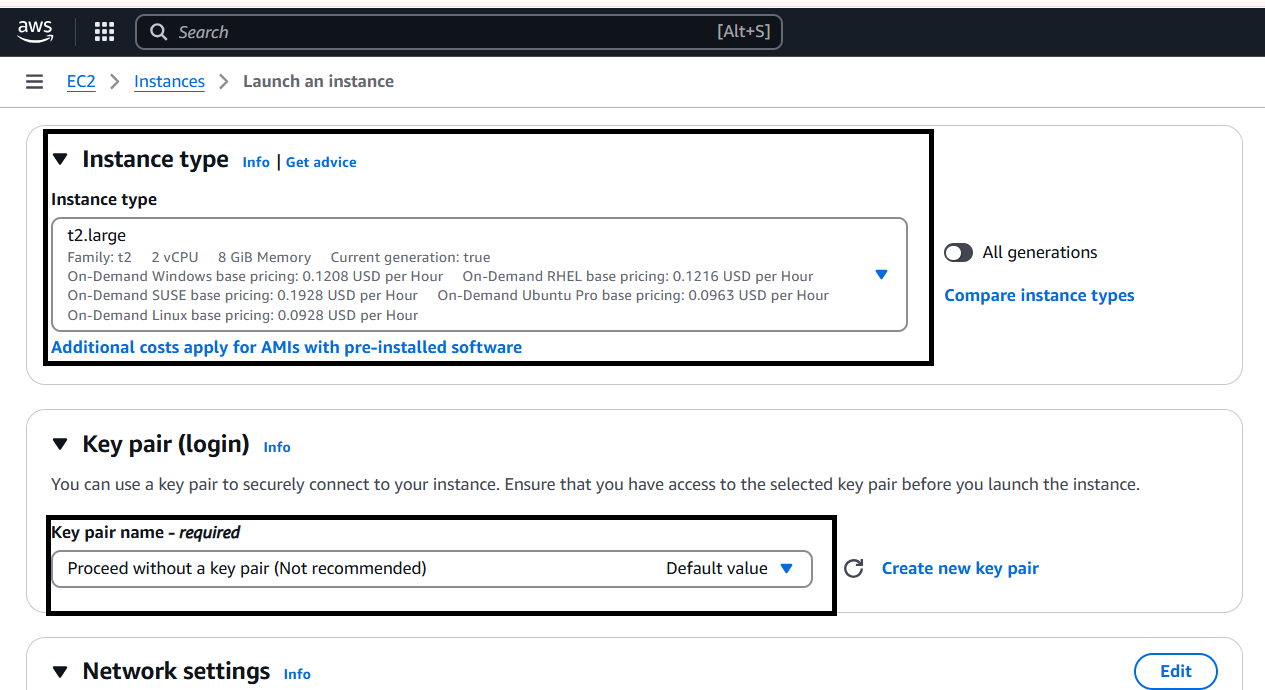 aws
Search [Alt+S]
EC2 Instances Launch an instance
Instance type Info | Get advice
Instance type
t2.large
Family: t2 2 vCPU 8 GiB Memory Current generation: true
On-Demand Windows base pricing: 0.1208 USD per Hour On-Demand RHEL base pricing: 0.1216 USD per Hour
On-Demand SUSE base pricing: 0.1928 USD per Hour On-Demand Ubuntu Pro base pricing: 0.0963 USD per Hour
On-Demand Linux base pricing: 0.0928 USD per Hour
All generations
Compare instance types
Additional costs apply for AMIs with pre-installed software
Key pair (login) Info
You can use a key pair to securely connect to your instance. Ensure that you have access to the selected key pair before you launch the instance.
Key pair name - required
Proceed without a key pair (Not recommended) Default value
Create new key pair
Network settings Info
Edit